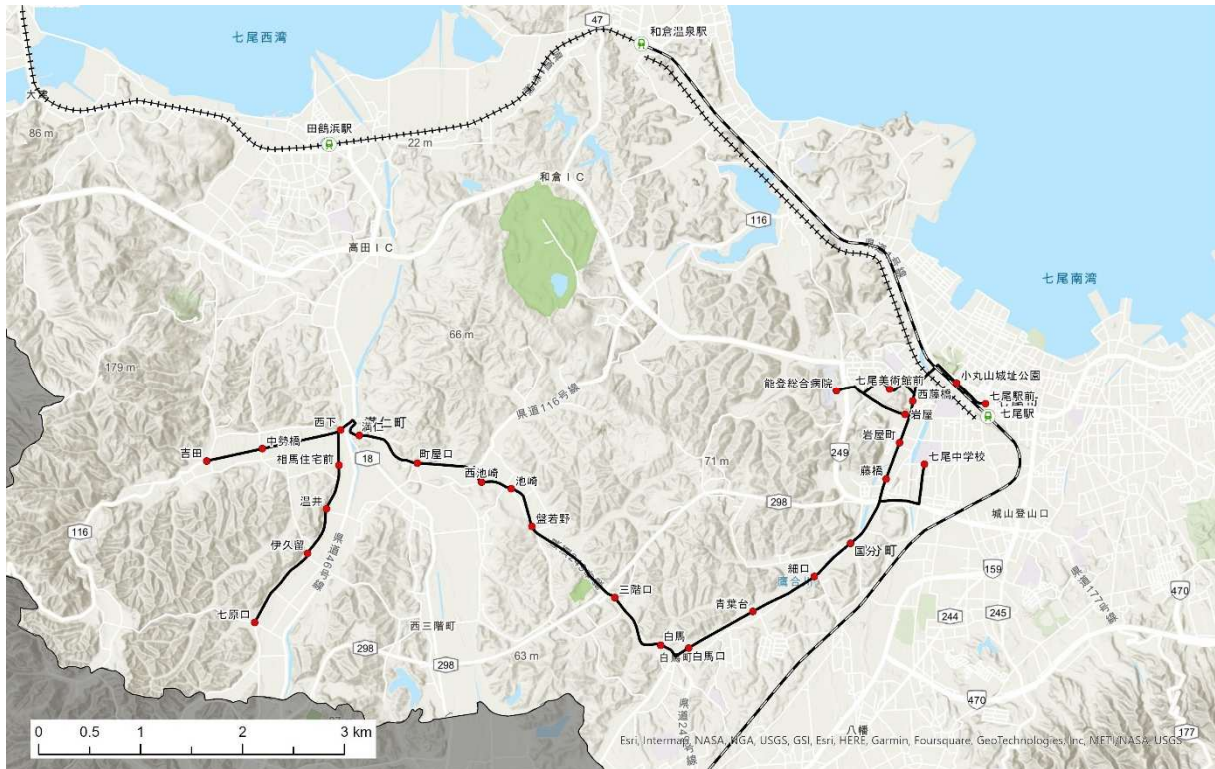 47
和倉温泉駅
七尾西湾
田鶴浜駅
86 m
22 m
和倉IC
116
高田IC
県道1号線
七尾南湾
66 m
179 m
県道116号線
能登総合病院
七尾美術館前
小丸山城址公園
西藤橋
七尾駅前
七尾駅
岩屋
岩屋町
七尾中学校
西下
満仁
中勢橋
吉田
相馬住宅前
18
町屋口
西池崎
池崎
71 m
249
藤橋
298
温井
盤若野
城山登山口
116
伊久留
県道46号線
国分町
細口
159
三階口
青葉台
県道177号線
470
244
245
七原口
西三階町
298
298
63 m
白馬
白馬町
白馬口
470
八幡
177
0 0.5 1 2 3 km
Esri, Intermap, NASA, NGA, USGS, GSI, Esri, HERE, Garmin, Foursquare, GeoTechnologies, Inc, METI/NASA, USGS